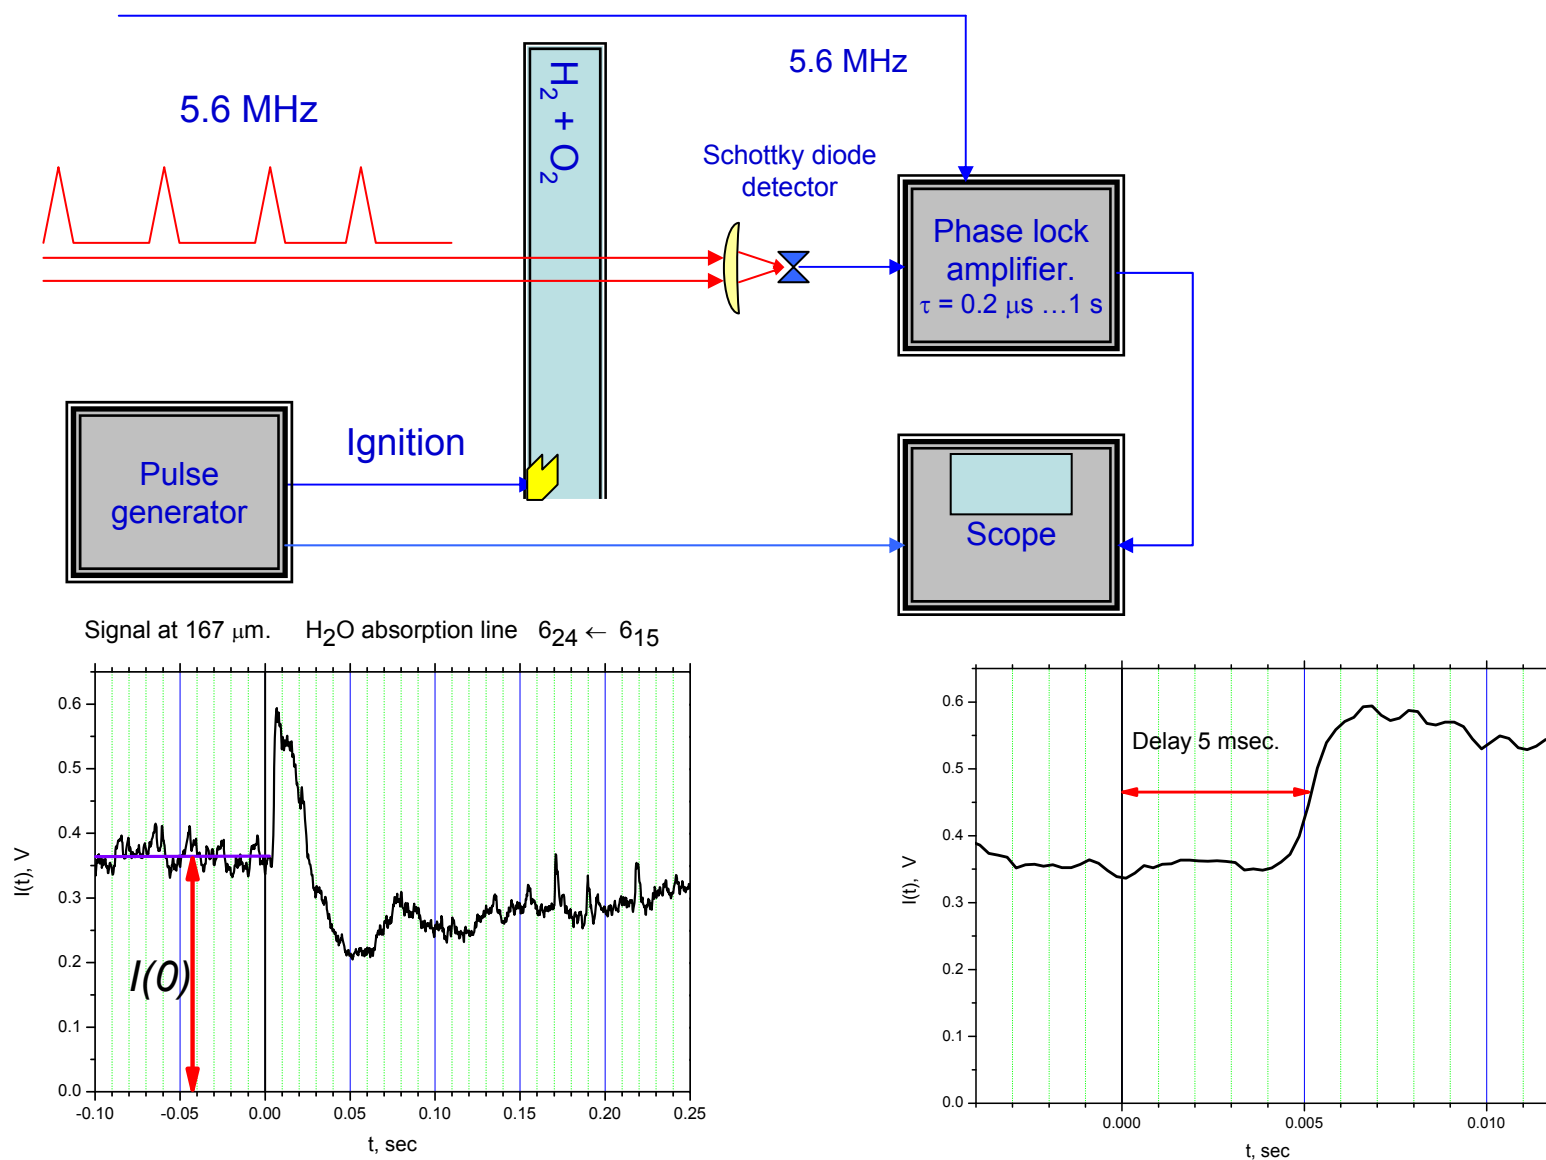 5.6 MHz
5.6 MHz
H2 + O2
Schottky diode
detector
Phase lock
amplifier.
τ = 0.2 μs …1 s
Ignition
Pulse
generator
Scope
Signal at 167 μm. H2O absorption line 624 ← 615
0.6
0.5
0.4
0.3
0.2
0.1
0.0
I(t), V
I(0)
-0.10 -0.05 0.00 0.05 0.10 0.15 0.20 0.25
t, sec
0.6
0.5
0.4
0.3
0.2
0.1
0.0
I(t), V
Delay 5 msec.
0.000 0.005 0.010
t, sec